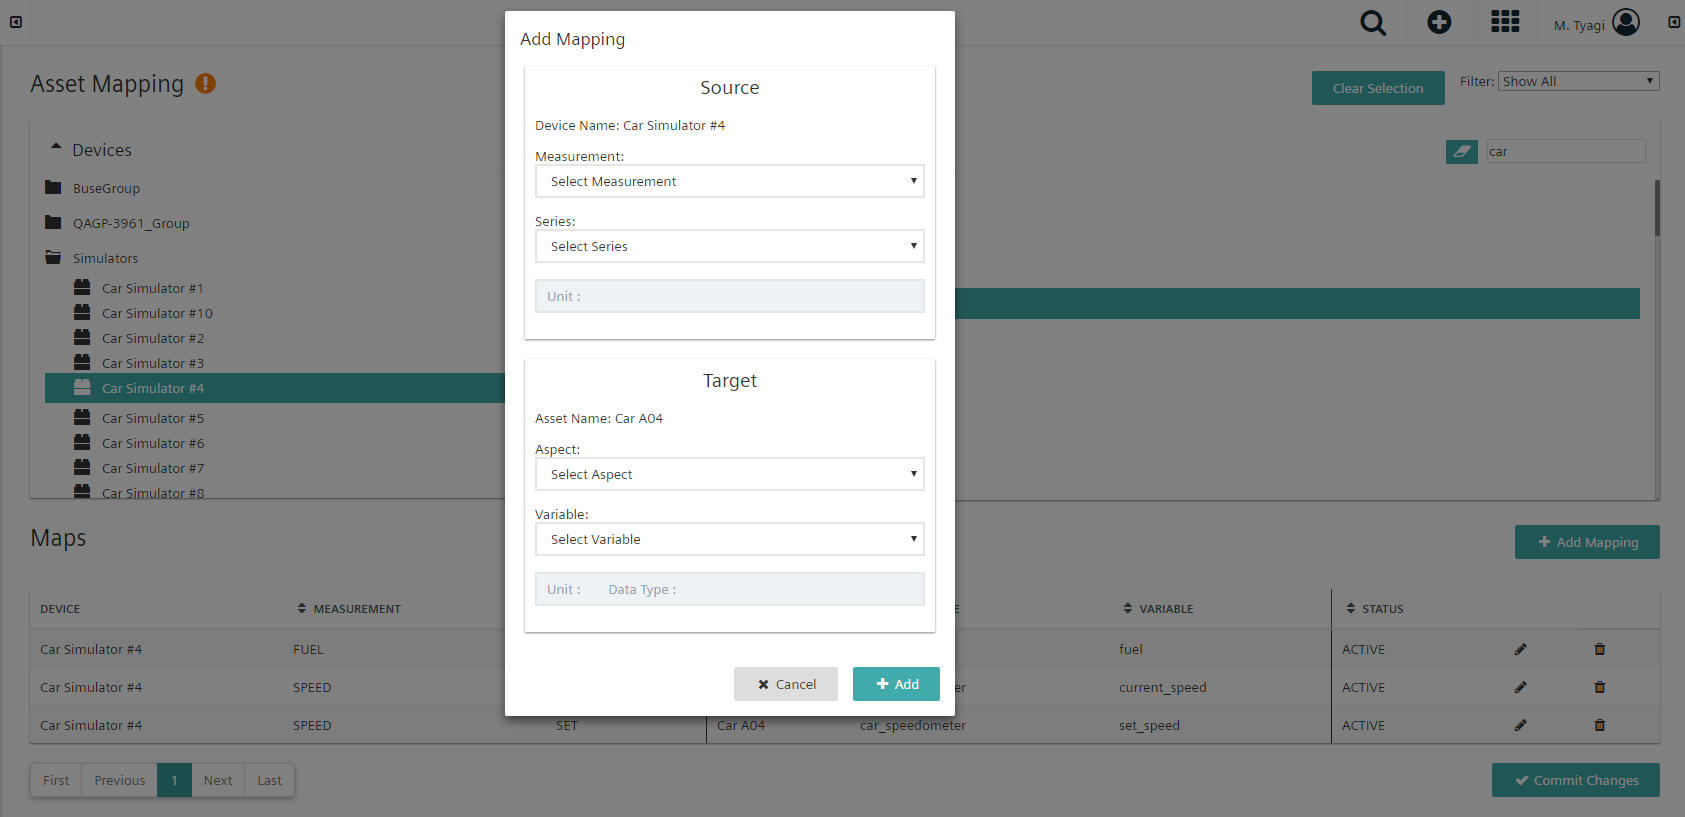 M. Tyagi
Asset Mapping
Clear Selection
Filter: Show All
Devices
car
BuseGroup
QAGP-3961_Group
Simulators
Car Simulator #1
Car Simulator #10
Car Simulator #2
Car Simulator #3
Car Simulator #4
Car Simulator #5
Car Simulator #6
Car Simulator #7
Car Simulator #8
Add Mapping
Source
Device Name: Car Simulator #4
Measurement:
Select Measurement
Series:
Select Series
Unit :
Target
Asset Name: Car A04
Aspect:
Select Aspect
Variable:
Select Variable
Unit : Data Type :
Cancel Add
Maps
Add Mapping
DEVICE MEASUREMENT E VARIABLE STATUS
Car Simulator #4 FUEL fuel ACTIVE
Car Simulator #4 SPEED er current_speed ACTIVE
Car Simulator #4 SPEED SET Car A04 car_speedometer set_speed ACTIVE
First Previous 1 Next Last
Commit Changes